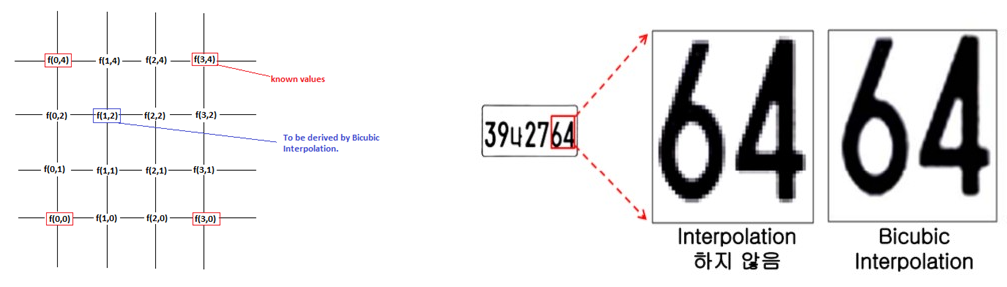 f(0,4) f(1,4) f(2,4) f(3,4)
known values
f(0,2) f(1,2) f(2,2) f(3,2)
To be derived by Bicubic
Interpolation.
f(0,1) f(1,1) f(2,1) f(3,1)
f(0,0) f(1,0) f(2,0) f(3,0)
39나2764
64
Interpolation
하지 않음
64
Bicubic
Interpolation